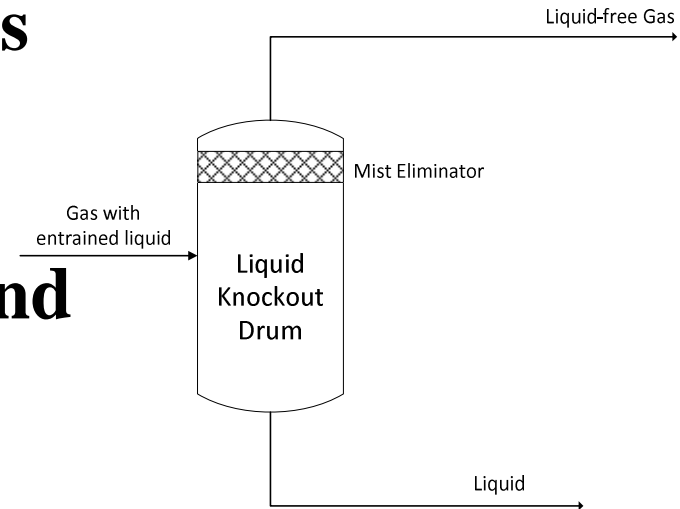 s
Liquid-free Gas
Mist Eliminator
Gas with
entrained liquid
nd
Liquid
Knockout
Drum
Liquid